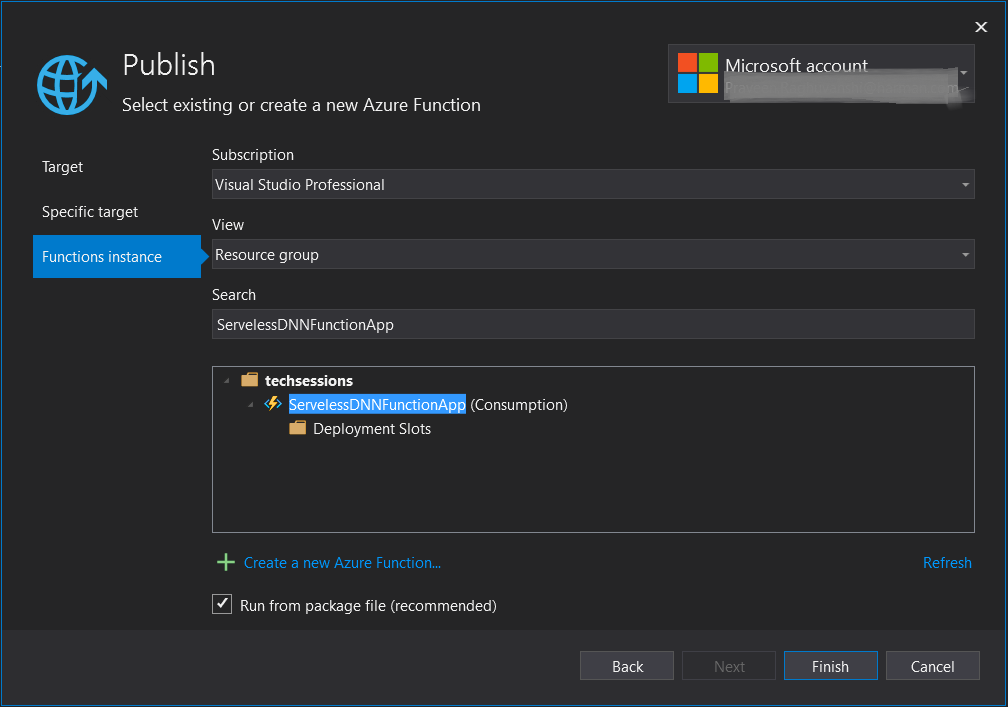 Publish
Select existing or create a new Azure Function
Microsoft account
Target
Specific target
Functions instance
Subscription
Visual Studio Professional
View
Resource group
Search
ServelessDNNFunctionApp
techsessions
ServelessDNNFunctionApp (Consumption)
Deployment Slots
Create a new Azure Function...
Refresh
Run from package file (recommended)
Back
Next
Finish
Cancel